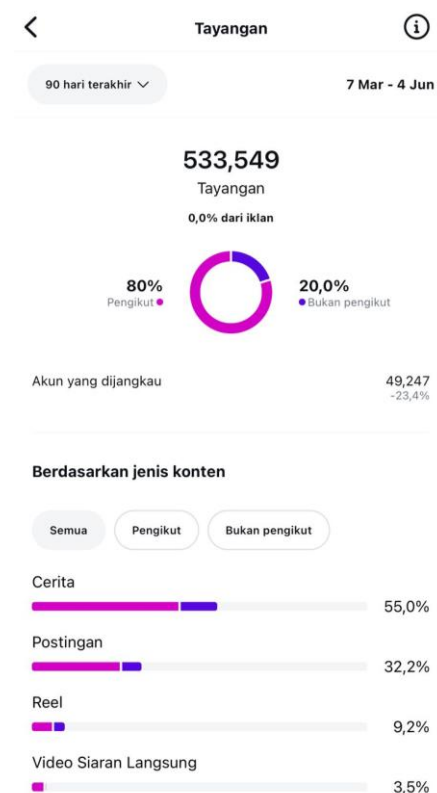 Tayangan
90 hari terakhir
7 Mar - 4 Jun
533,549
Tayangan
0,0% dari iklan
80%
Pengikut
20,0%
Bukan pengikut
Akun yang dijangkau
49,247
-23,4%
Berdasarkan jenis konten
Semua
Pengikut
Bukan pengikut
Cerita
55,0%
Postingan
32,2%
Reel
9,2%
Video Siaran Langsung
3,5%